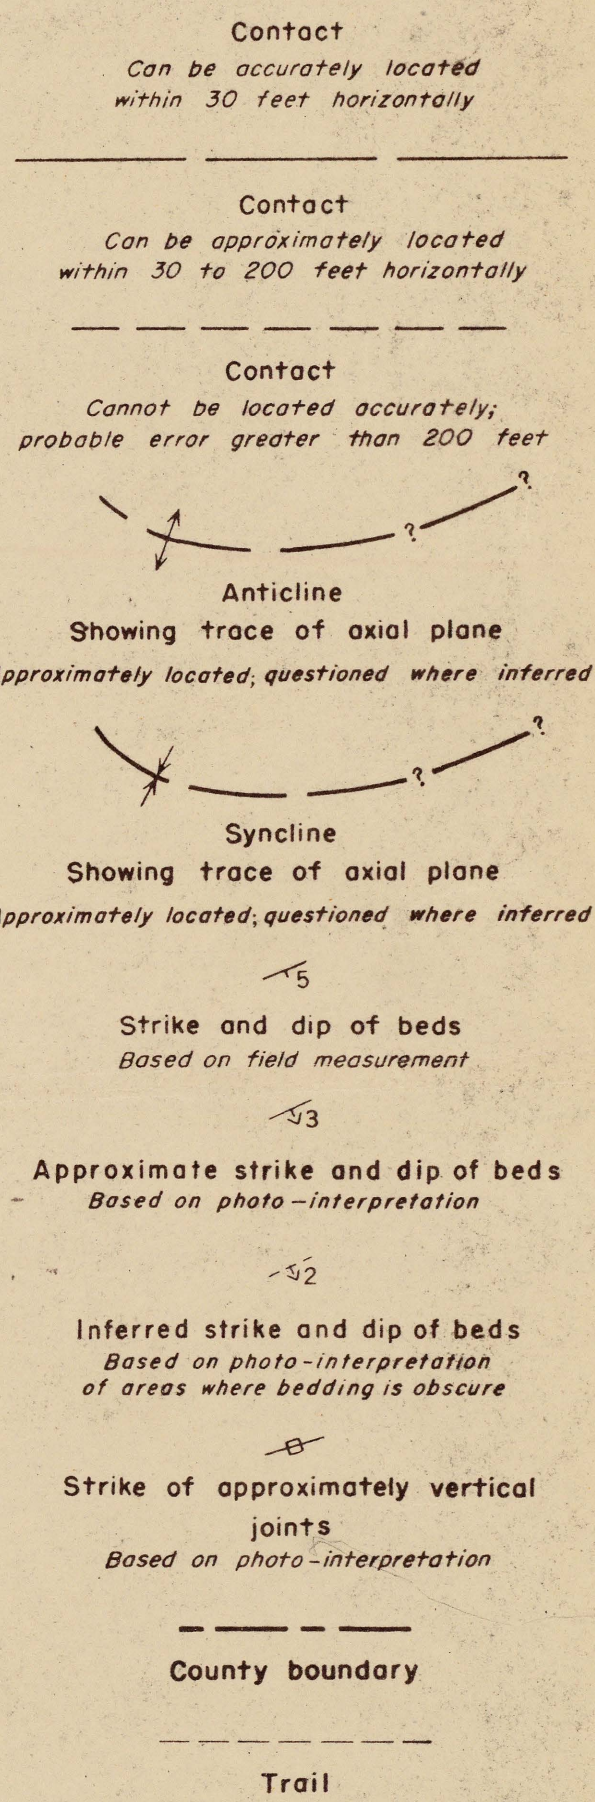 Contact
Can be accurately located
within 30 feet horizontally
Contact
Can be approximately located
within 30 to 200 feet horizontally
Contact
Cannot be located accurately;
probable error greater than 200 feet
?
?
Anticline
Showing trace of axial plane
pproximately located; questioned where inferred
?
?
Syncline
Showing trace of axial plane
pproximately located; questioned where inferred
5
Strike and dip of beds
Based on field measurement
3
Approximate strike and dip of beds
Based on photo-interpretation
2
Inferred strike and dip of beds
Based on photo-interpretation
of areas where bedding is obscure
Strike of approximately vertical
joints
Based on photo-interpretation
County boundary
Trail